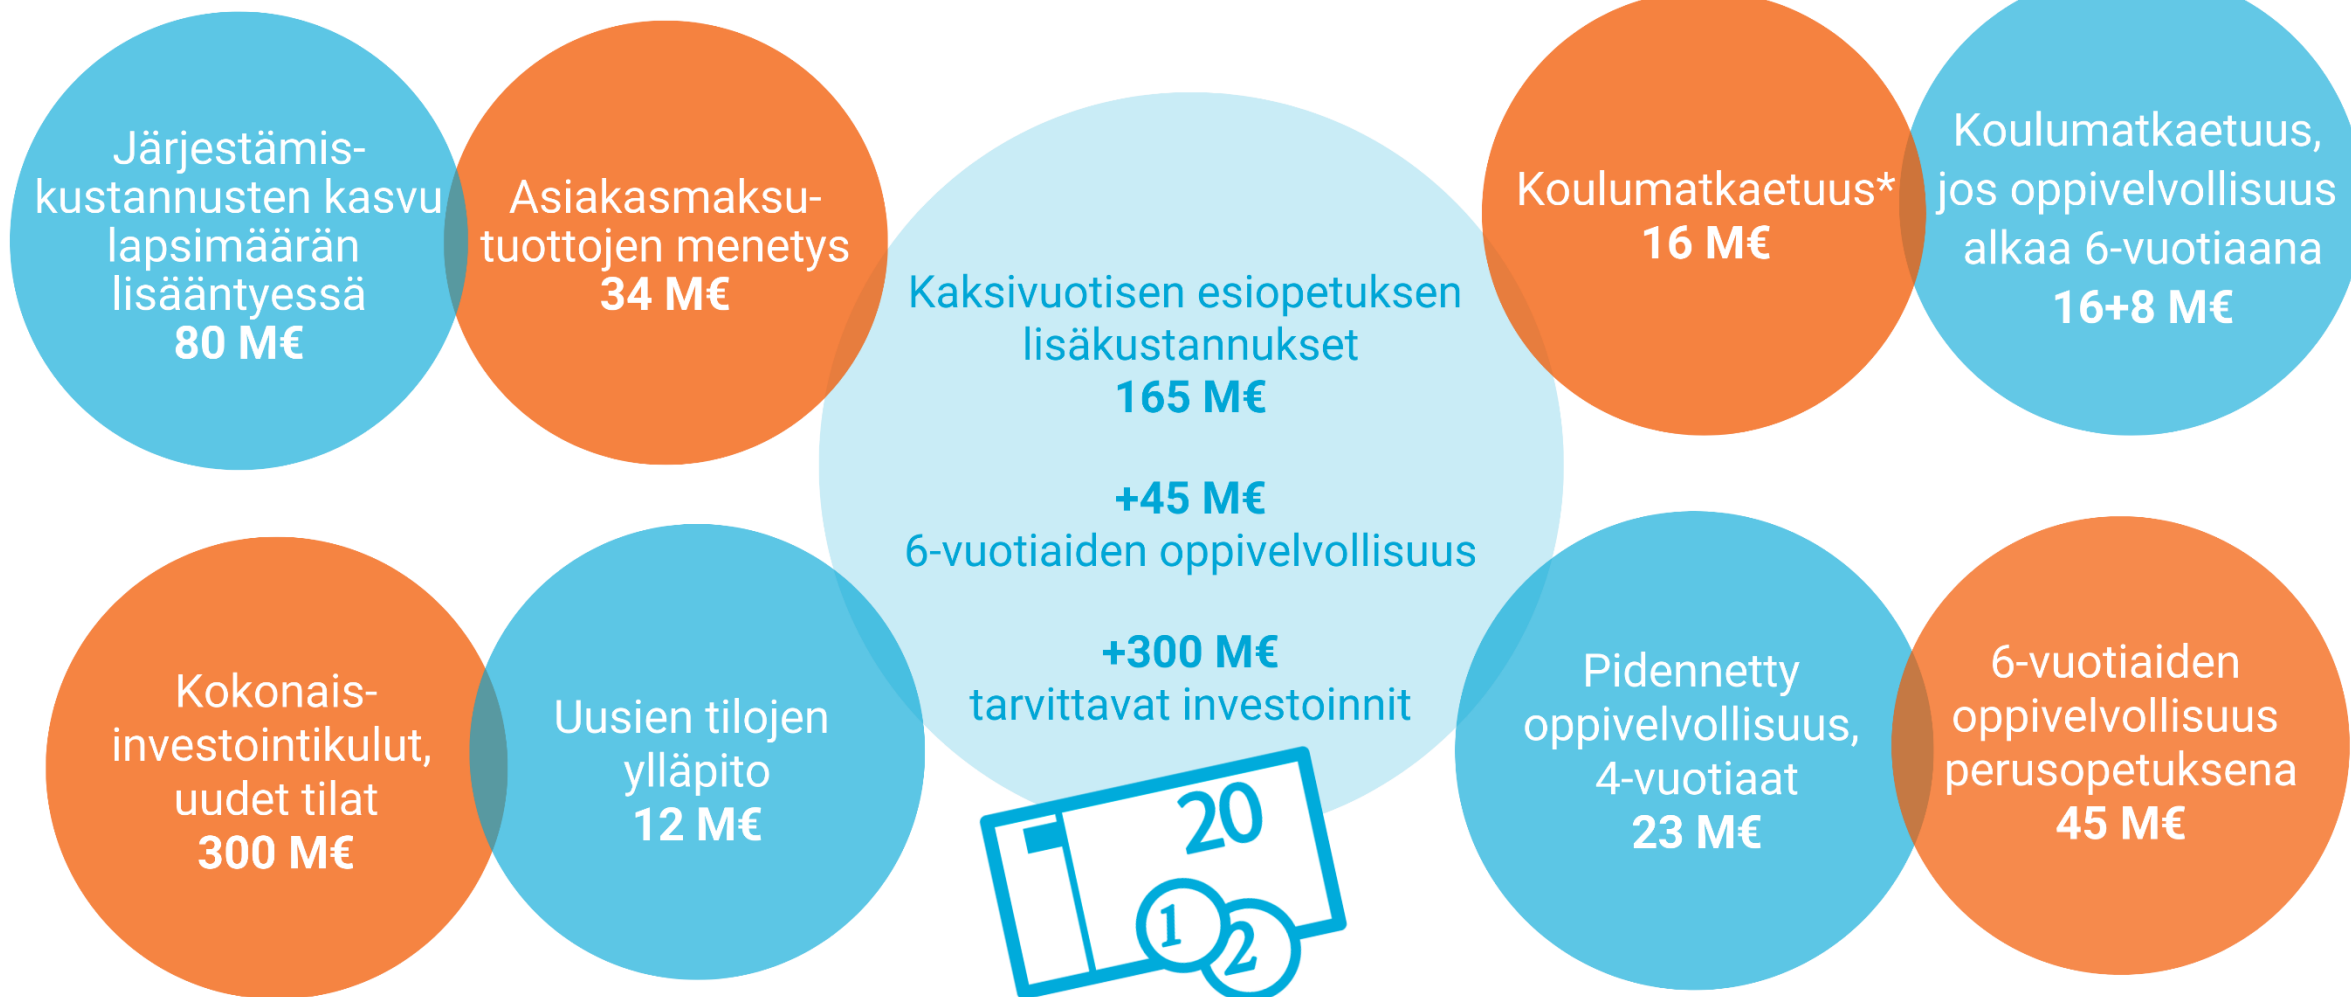 Järjestämis-
kustannusten kasvu
lapsimäärän
lisääntyessä
80 M€
Asiakasmaksu-
tuottojen menetys
34 M€
Kaksivuotisen esiopetuksen
lisäkustannukset
165 M€
+45 M€
6-vuotiaiden oppivelvollisuus
+300 M€
tarvittavat investoinnit
Koulumatkaetuus*
16 M€
Koulumatkaetuus,
jos oppivelvollisuus
alkaa 6-vuotiaana
16+8 M€
Kokonais-
investointikulut,
uudet tilat
300 M€
Uusien tilojen
ylläpito
12 M€
20
1
2
Pidennetty
oppivelvollisuus,
4-vuotiaat
23 M€
6-vuotiaiden
oppivelvollisuus
perusopetuksena
45 M€